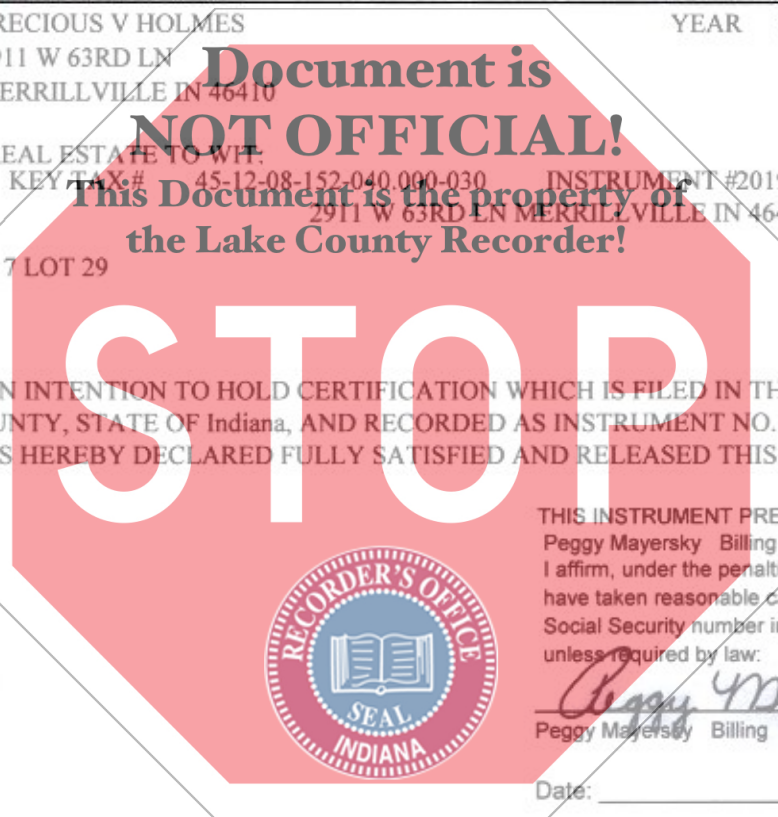 RECIOUS V HOLMES YEAR
911 W 63RD LN
ERRILLVILLE IN 46410
Document is
NOT OFFICIAL!
EAL ESTATE TO WIT:
KEY TAX # 45-12-08-152-040.000-030 INSTRUMENT #201
This Document is the property of
2911 W 63RD LN MERRILLVILLE IN 464
the Lake County Recorder!
7 LOT 29
STOP
N INTENTION TO HOLD CERTIFICATION WHICH IS FILED IN TH
UNTY, STATE OF Indiana, AND RECORDED AS INSTRUMENT NO.
S HEREBY DECLARED FULLY SATISFIED AND RELEASED THIS
THIS INSTRUMENT PRE
Peggy Mayersky Billing
I affirm, under the penalti
have taken reasonable c
Social Security number i
unless required by law:
Peggy M
Peggy Mayersky Billing
Date:
RECORDER'S OFFICE
SEAL
INDIANA